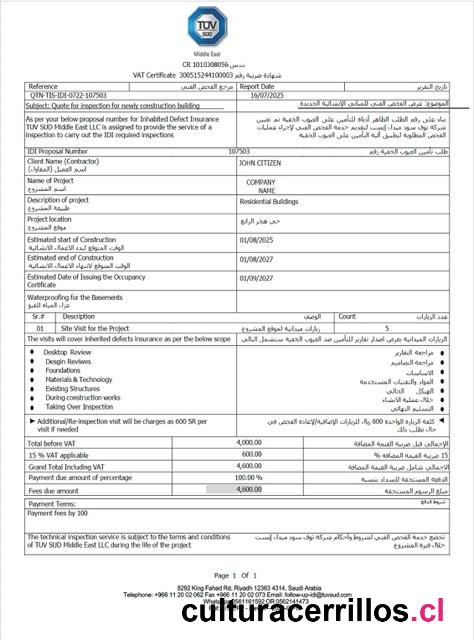 TÜV
SUD
Middle East
CR 1010308056 س.ت
VAT Certificate 300515244100003 شهادة ضريبة رقم
Reference مرجع الفحص الفني Report Date تاريخ التقرير
QTN-TIS-IDI-0722-107503 16/07/2025
Subject: Quote for inspection for newly construction building الموضوع: عرض الفحص الفني للمباني الإنشائية الجديدة
As per your below proposal number for Inhabited Defect Insurance
TUV SUD Middle East LLC is assigned to provide the service of a
inspection to carry out the IDI required inspections
بناء على رقم الطلب الظاهر أدناه للتأمين على العيوب الخفية تم تعيين
شركة توف سود ميدل إيست لتقديم خدمة الفحص الفني لإجراء عمليات
الفحص المطلوبة لتطبيق آلية التأمين على العيوب الخفية
IDI Proposal Number 107503 طلب تأمين العيوب الخفية رقم
Client Name (Contractor) JOHN CITIZEN
اسم العميل (المقاول)
Name of Project COMPANY
اسم المشروع NAME
Description of project Residential Buildings
طبيعة المشروع
Project location حي هجر الرابع
موقع المشروع
Estimated start of Construction 01/08/2025
الوقت المتوقع لبدء الاعمال الانشائية
Estimated end of Construction 01/08/2027
الوقت المتوقع لانتهاء الاعمال الانشائية
Estimated Date of Issuing the Occupancy 01/09/2027
Certificate
Waterproofing for the Basements
عزل المياه للقبو
Sr.# Description الوصف Count عدد الزيارات
01 Site Visit for the Project زيارات ميدانية لموقع المشروع 5
The visits will cover inherited defects insurance as per the below scope الزيارات الميدانية بغرض اصدار تقارير للتأمين ضد العيوب الخفية ستشمل التالي
Desktop Review مراجعة التقارير
Desgin Reviwes مراجعة التصاميم
Foundations الاساسات
Materials & Technology المواد والتقنيات المستخدمة
Existing Structures الهيكل الحالي
During construction works خلال عملية الانشاء
Taking Over Inspection التسليم النهائي
Additional/Re-Inspection visit will be charges as 600 SR per
visit if needed
كلفة الزيارة الواحدة 600 ريال للزيارات الإضافية/لإعادة الفحص في
حال تطلب ذلك
Total before VAT 4,000.00 الإجمالي قبل ضريبة القيمة المضافة
15 % VAT applicable 600.00 15 ضريبة القيمة المضافة %
Grand Total Including VAT 4,600.00 الاجمالي شامل ضريبة القيمة المضافة
Payment due amount of percentage 100.00 % الدفعة المستحقة للسداد بنسبة
Fees due amount 4,600.00 مبلغ الرسوم المستحقة
Payment Terms: شروط الدفع
Payment fees by 100
The technical inspection service is subject to the terms and conditions
of TUV SUD Middle East LLC during the life of the project
تخضع خدمة الفحص الفني لشروط وأحكام شركة توف سود ميدل إيست
خلال فترة المشروع
Page 1 Of 1
8292 King Fahad Rd, Riyadh 12363 4314, Saudi Arabia
Telephone: +966 11 20 02 062 Fax +966 11 20 02 073 Email: follow-up-idi@tuvsud.com
culturacerrillos.cl